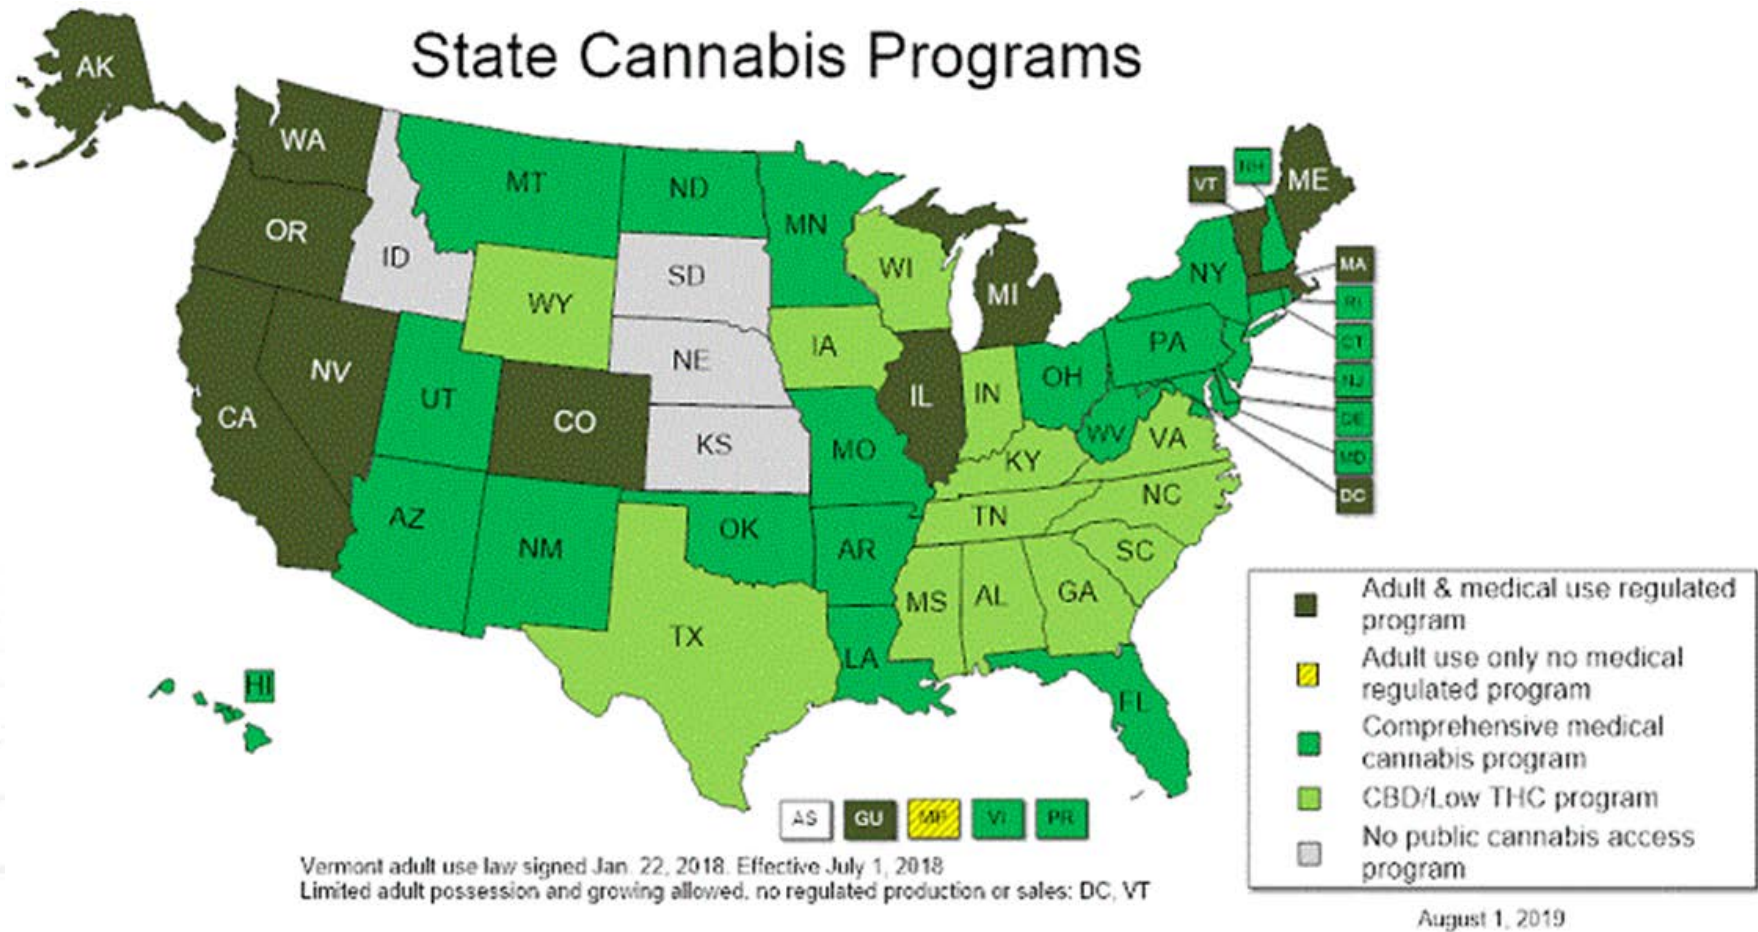 State Cannabis Programs
AK
WA
MT
ND
MN
OR
ID
SD
WI
MI
VT
NH
ME
NY
MA
RI
CT
NJ
DE
MD
DC
WY
NE
IA
PA
NV
UT
CO
KS
MO
IL
IN
OH
WV
VA
KY
CA
AZ
NM
OK
AR
TN
NC
SC
MS
AL
GA
TX
LA
FL
HI
AS
GU
MP
VI
PR
Adult & medical use regulated
program
Adult use only no medical
regulated program
Comprehensive medical
cannabis program
CBD/Low THC program
No public cannabis access
program
Vermont adult use law signed Jan. 22, 2018. Effective July 1, 2018
Limited adult possession and growing allowed, no regulated production or sales: DC, VT
August 1, 2019